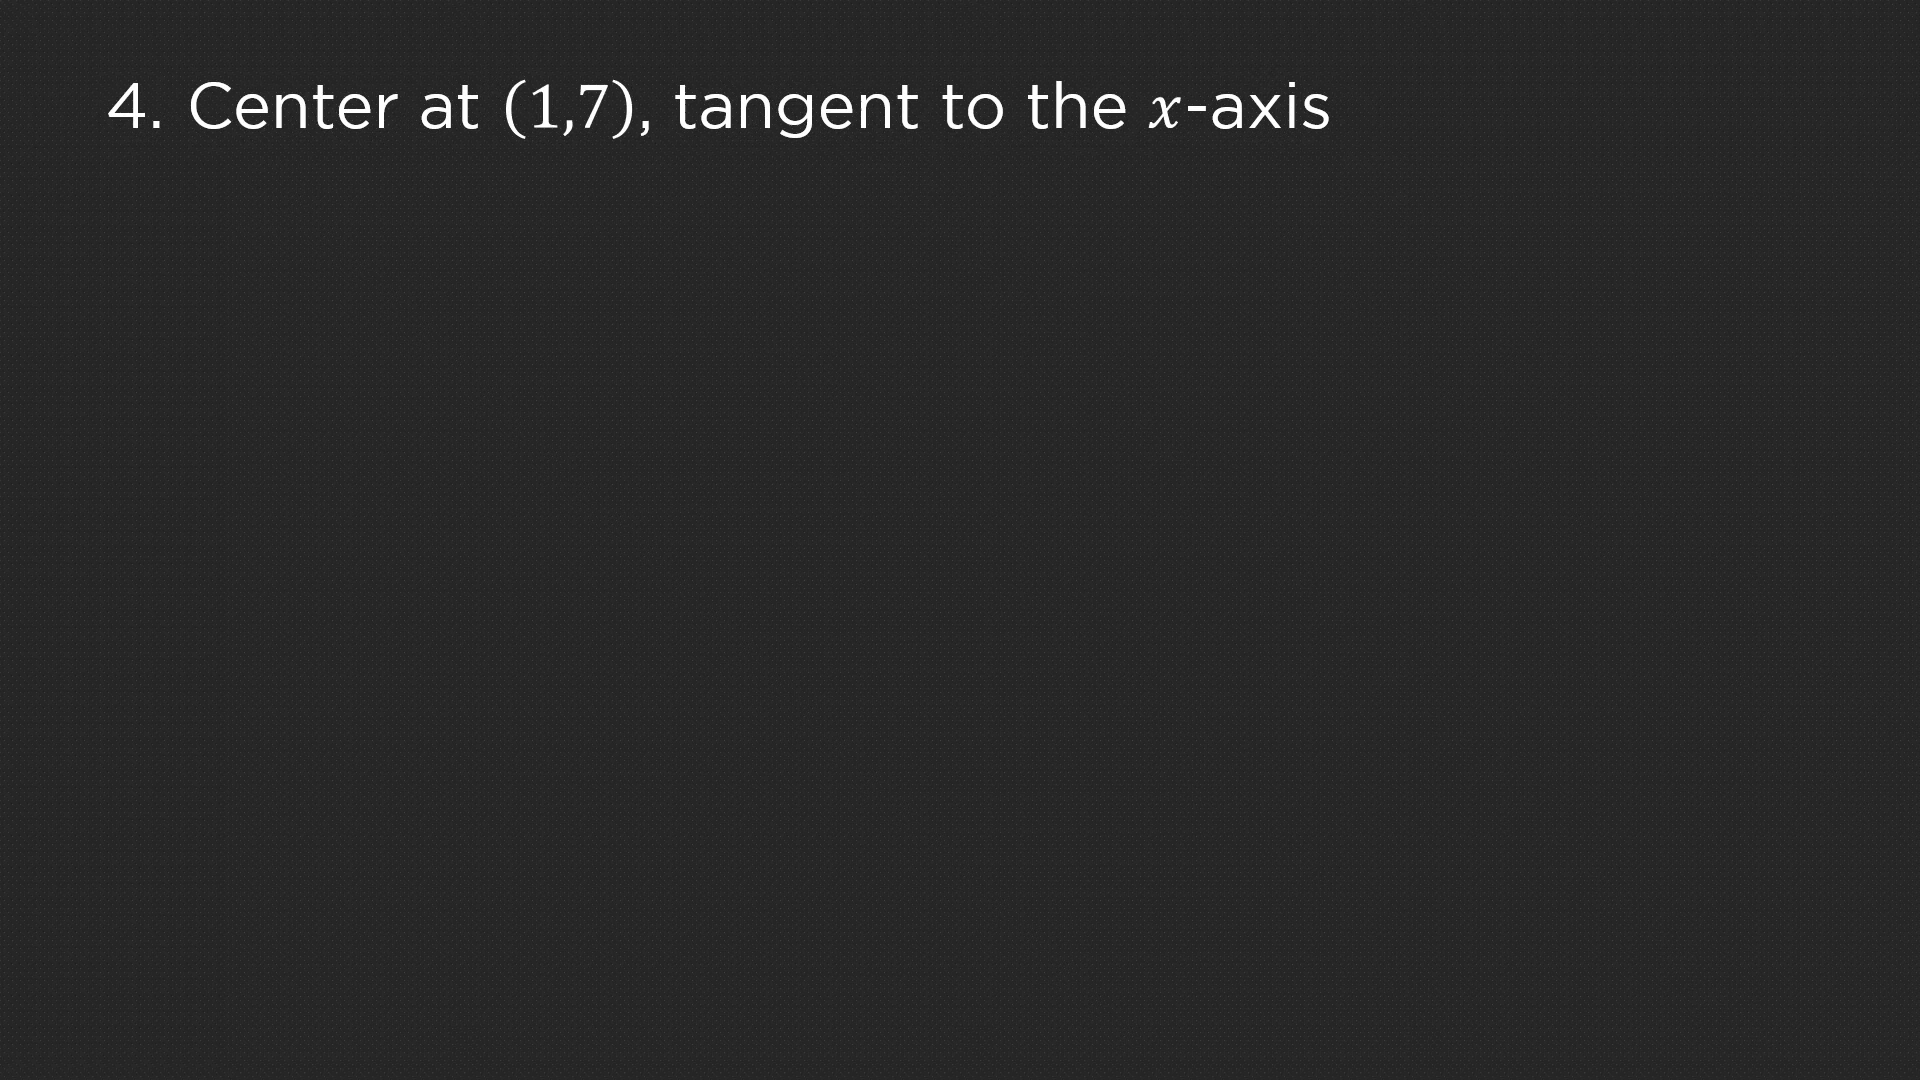 4. Center at (1,7), tangent to the x-axis